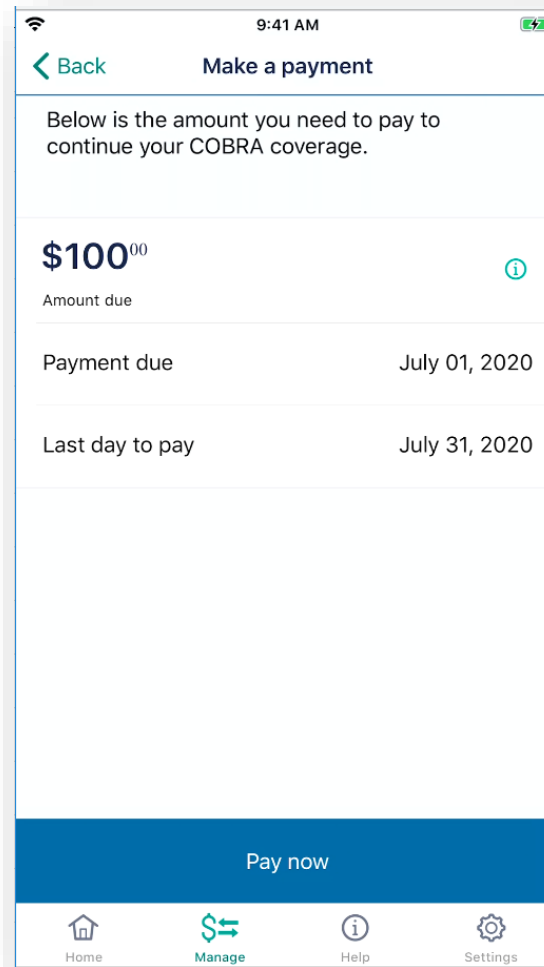 9:41 AM
Back
Make a payment
Below is the amount you need to pay to
continue your COBRA coverage.
$100⁰⁰
Amount due
Payment due
July 01, 2020
Last day to pay
July 31, 2020
Pay now
Home
Manage
Help
Settings